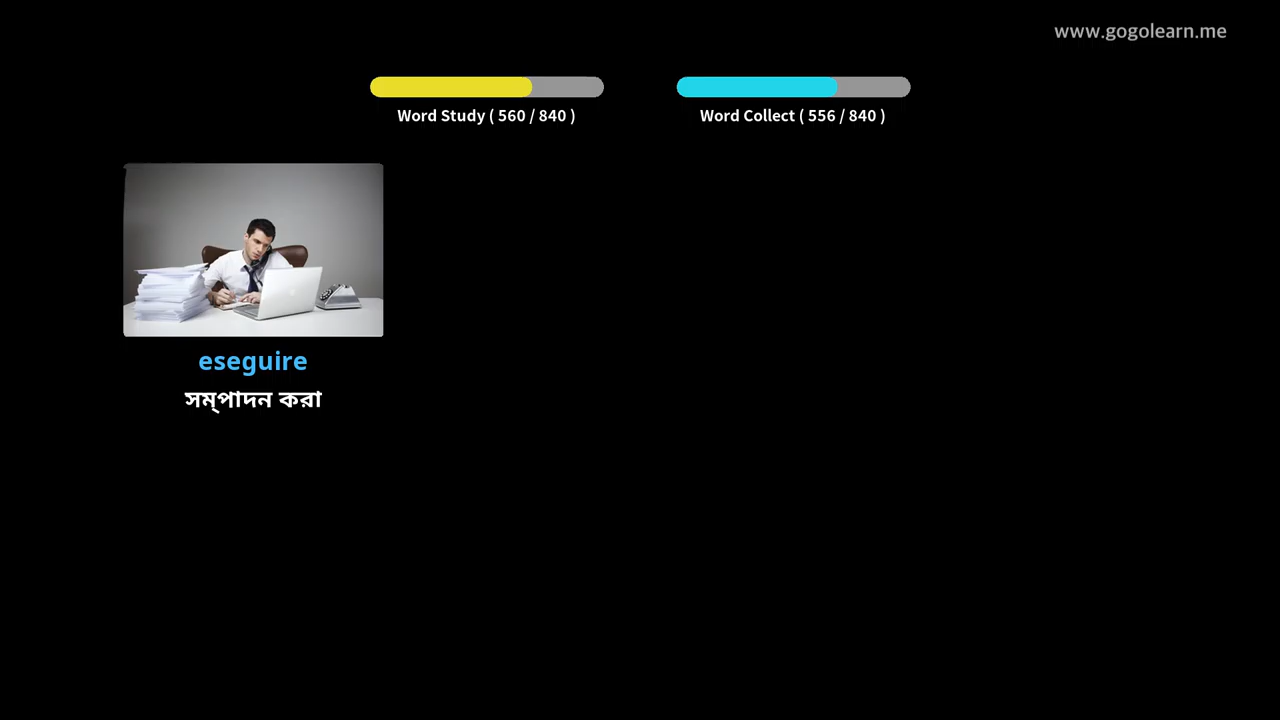 www.gogolearn.me
Word Study ( 560 / 840 )
Word Collect ( 556 / 840 )
eseguire
সম্পাদন করা